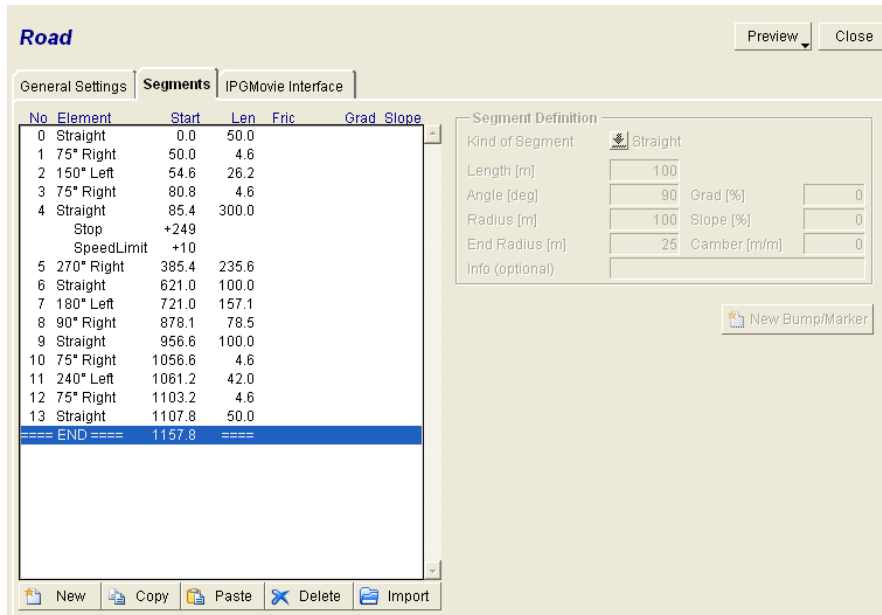 Road
Preview
Close
General Settings
Segments
IPGMovie Interface
No Element Start Len Fric Grad Slope
0 Straight 0.0 50.0
1 75° Right 50.0 4.6
2 150° Left 54.6 26.2
3 75° Right 80.8 4.6
4 Straight 85.4 300.0
Stop +249
SpeedLimit +10
5 270° Right 385.4 235.6
6 Straight 621.0 100.0
7 180° Left 721.0 157.1
8 90° Right 878.1 78.5
9 Straight 956.6 100.0
10 75° Right 1056.6 4.6
11 240° Left 1061.2 42.0
12 75° Right 1103.2 4.6
13 Straight 1107.8 50.0
==== END ==== 1157.8 ====
New
Copy
Paste
Delete
Import
Segment Definition
Kind of Segment Straight
Length [m] 100
Angle [deg] 90 Grad [%] 0
Radius [m] 100 Slope [%] 0
End Radius [m] 25 Camber [m/m] 0
Info (optional)
New Bump/Marker